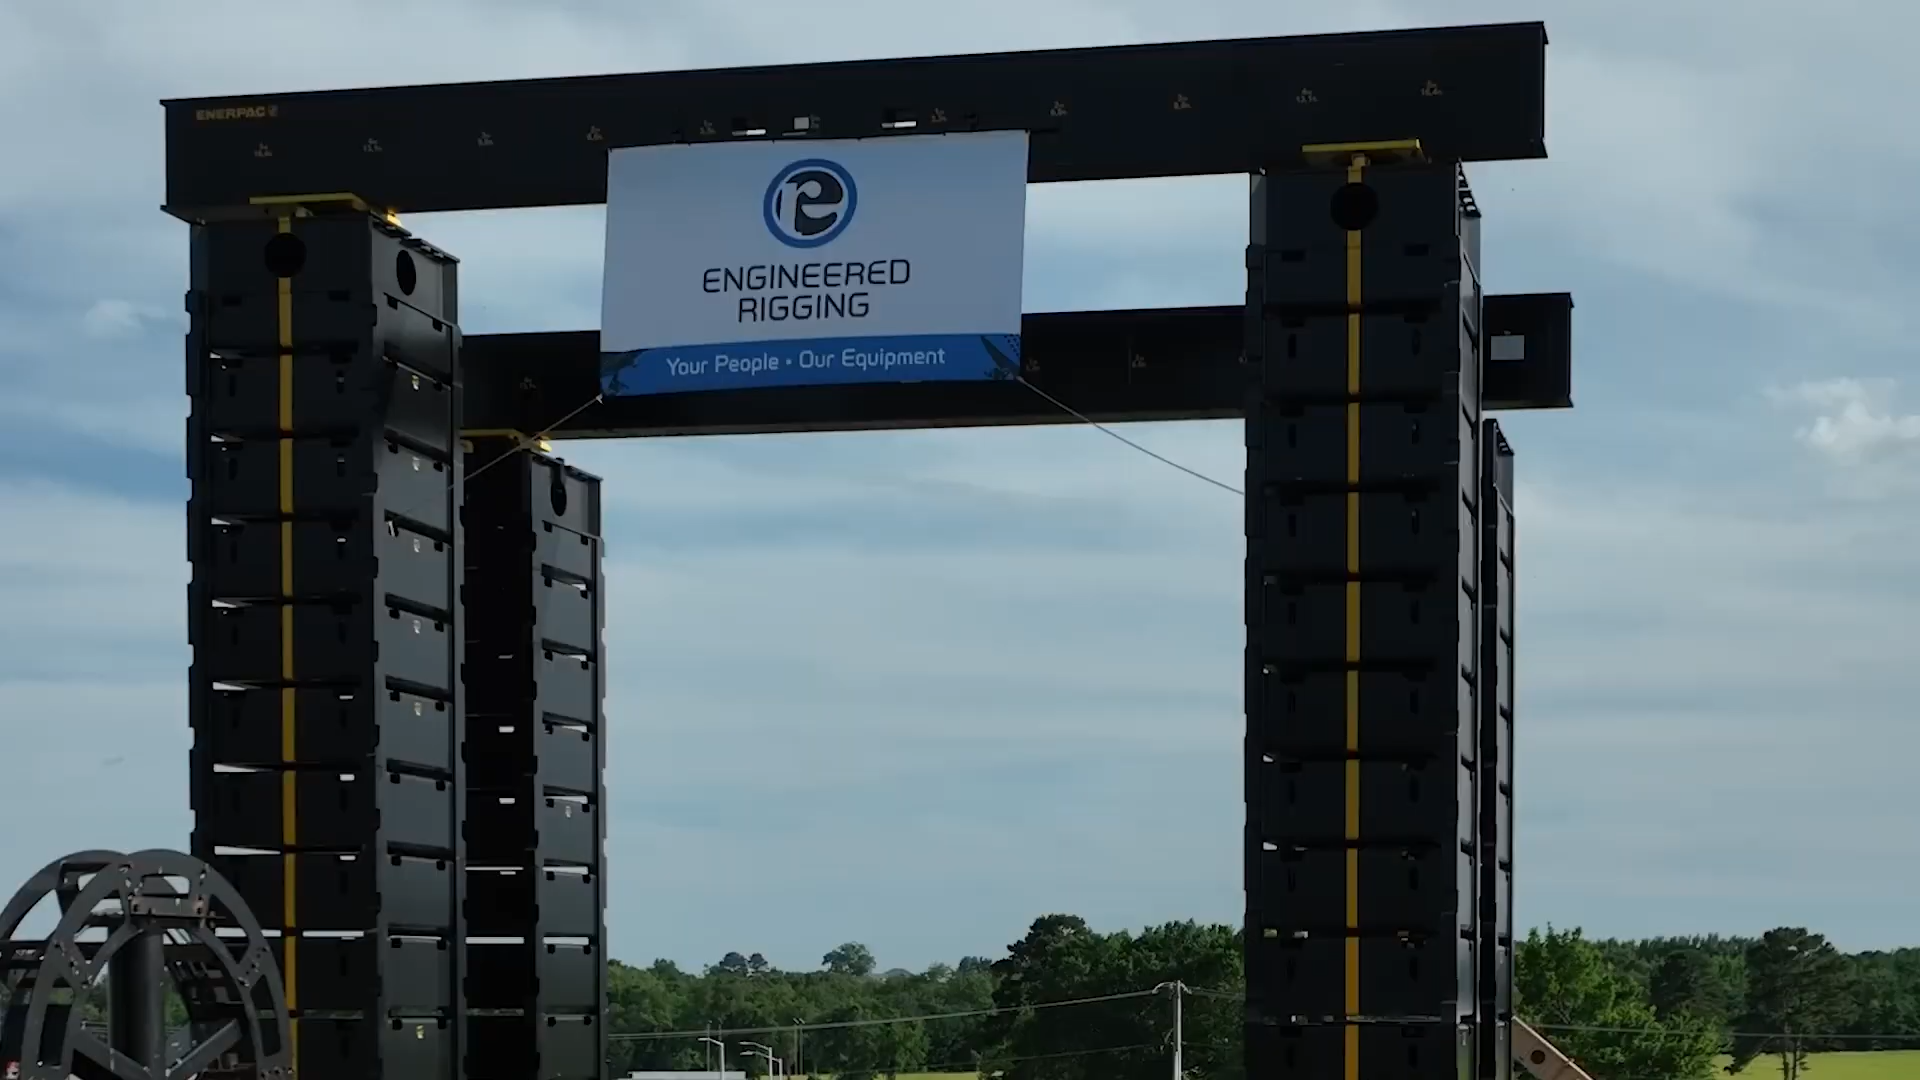 ENERPAC
ENGINEERED
RIGGING
Your People • Our Equipment